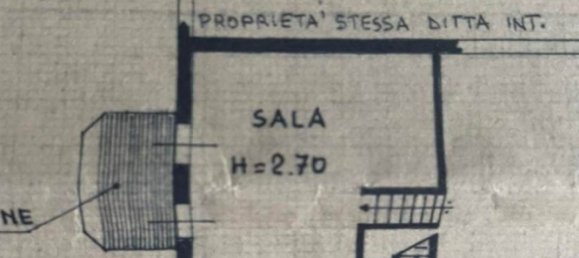 PROPRIETA' STESSA DITTA INT.
SALA
H=2.70
NE